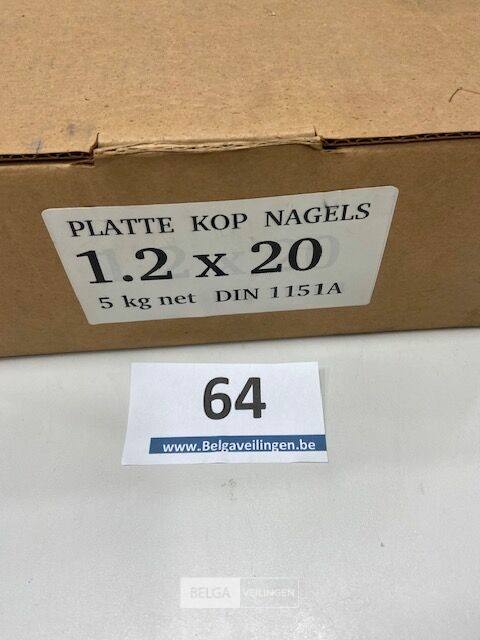 PLATTE KOP NAGELS
1.2 x 20
5 kg net DIN 1151A
64
www.Belgaveilingen.be
BELGA VEILINGEN